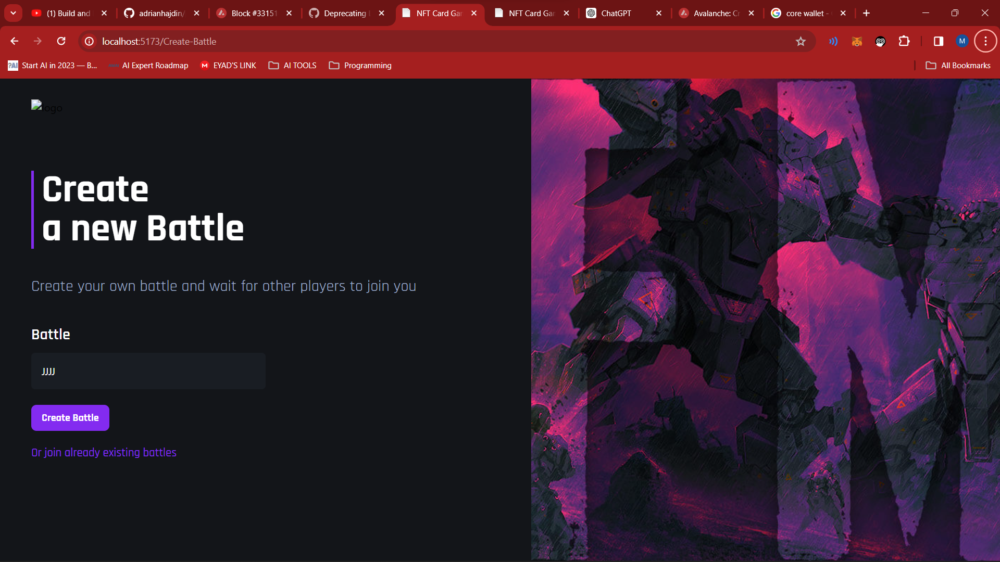 (1) Build and
adrianhajdin/
Block #33151
Deprecating
NFT Card Gar
NFT Card Gar
ChatGPT
Avalanche: Cr
core wallet -
localhost:5173/Create-Battle
M
?AI Start AI in 2023 — B...
AI Expert Roadmap
M EYAD'S LINK
AI TOOLS
Programming
All Bookmarks
logo
Create
a new Battle
Create your own battle and wait for other players to join you
Battle
JJJJ
Create Battle
Or join already existing battles